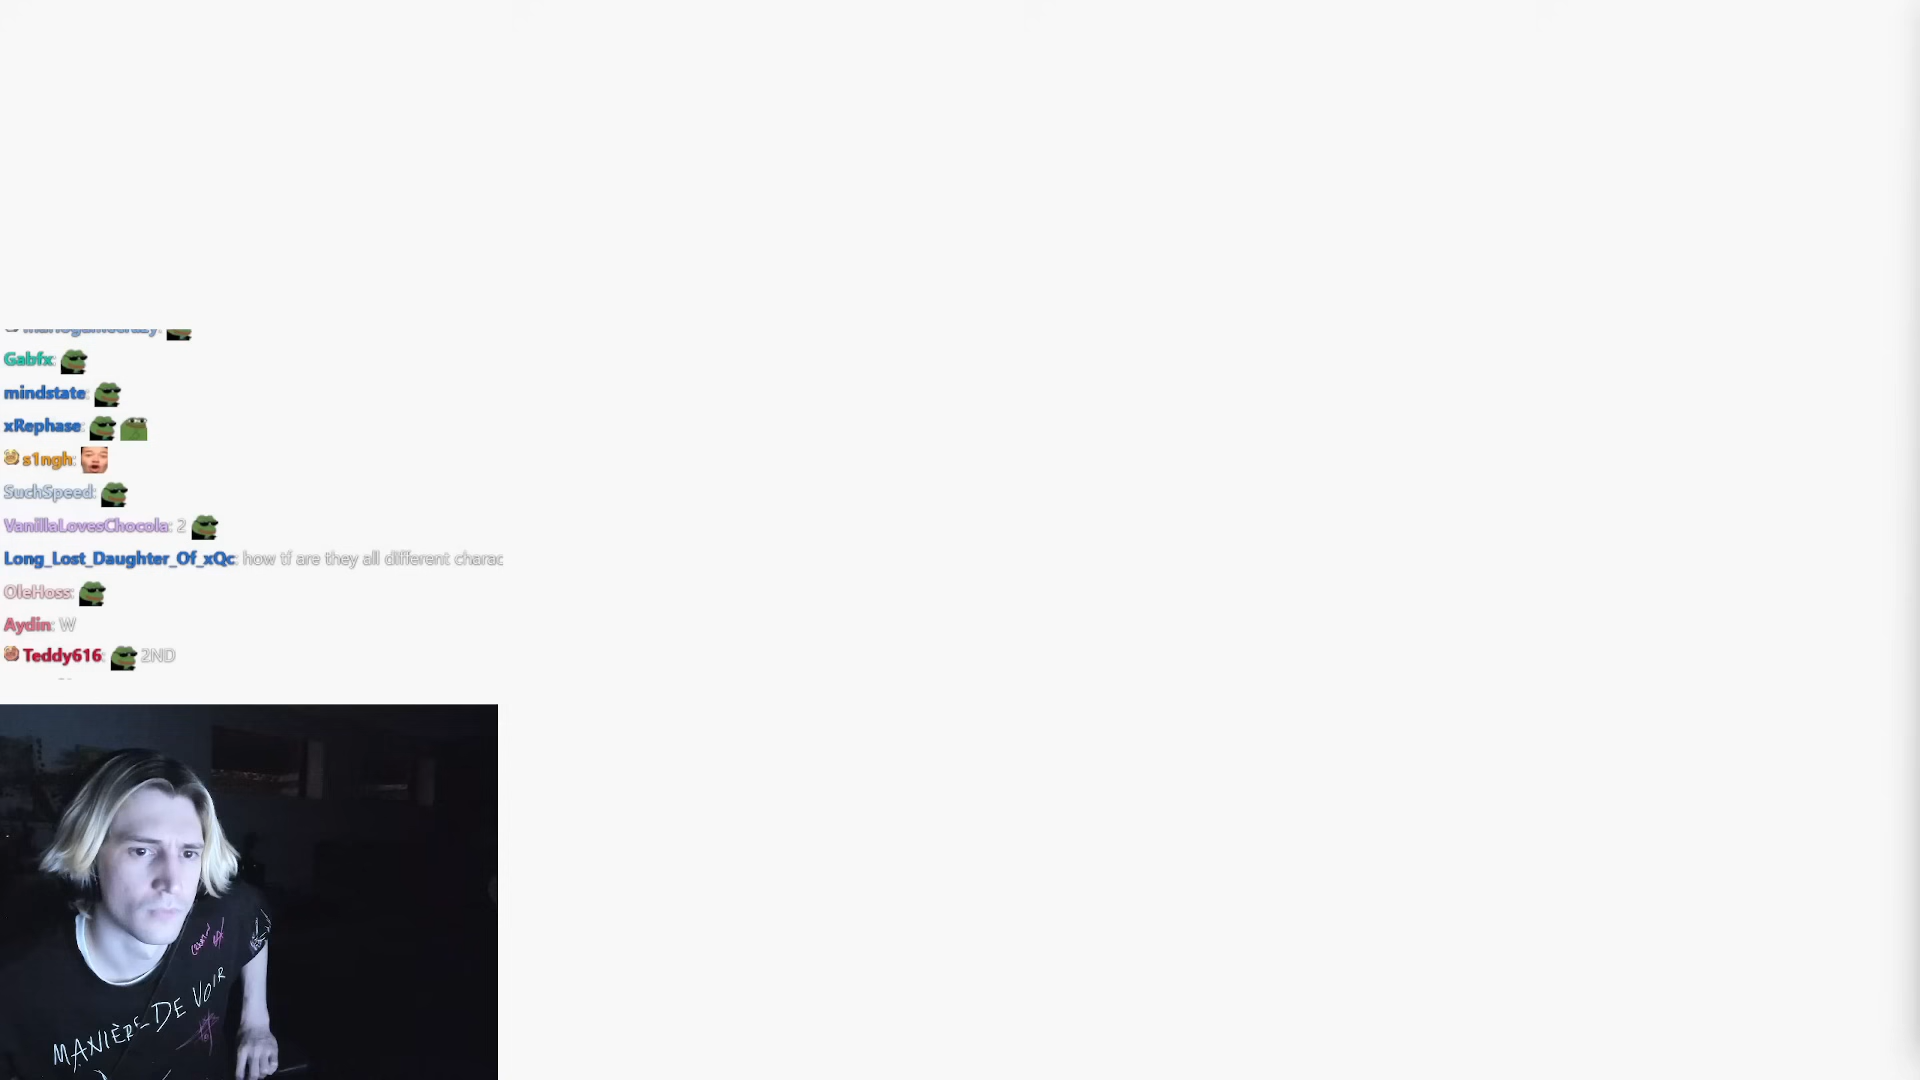 Gabfx:
mindstate:
xRephase:
s1ngh:
SuchSpeed:
VanillaLovesChocola: 2
Long_Lost_Daughter_Of_xQc: how tf are they all different charac
OleHoss:
Aydin: W
Teddy616: 2ND
MANIÈRE-DE VOIR